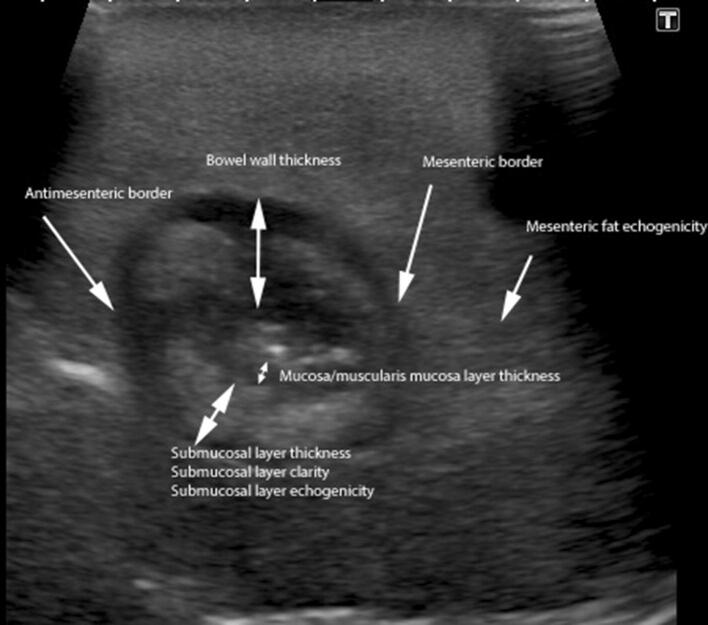 T
Bowel wall thickness
Mesenteric border
Antimesenteric border
Mesenteric fat echogenicity
Mucosa/muscularis mucosa layer thickness
Submucosal layer thickness
Submucosal layer clarity
Submucosal layer echogenicity